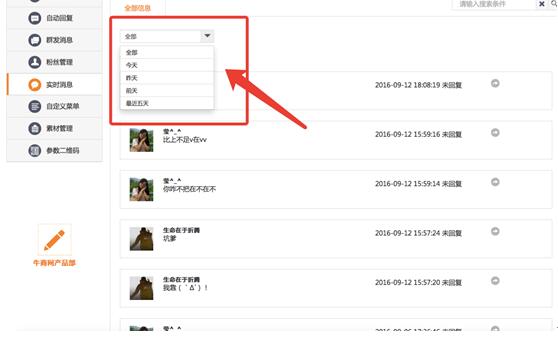 全部信息
请输入搜索条件
自动回复
群发消息
粉丝管理
实时消息
自定义菜单
素材管理
参数二维码
牛商网产品部
全部
全部
今天
昨天
前天
最近五天
2016-09-12 18:08:19 未回复
莹^_^
比上不足v在vv
2016-09-12 15:59:16 未回复
莹^_^
你咋不把在不在不
2016-09-12 15:59:14 未回复
生命在于折腾
坑爹
2016-09-12 15:57:24 未回复
生命在于折腾
我靠 ( ｀Δ´ ) ！
2016-09-12 15:57:20 未回复